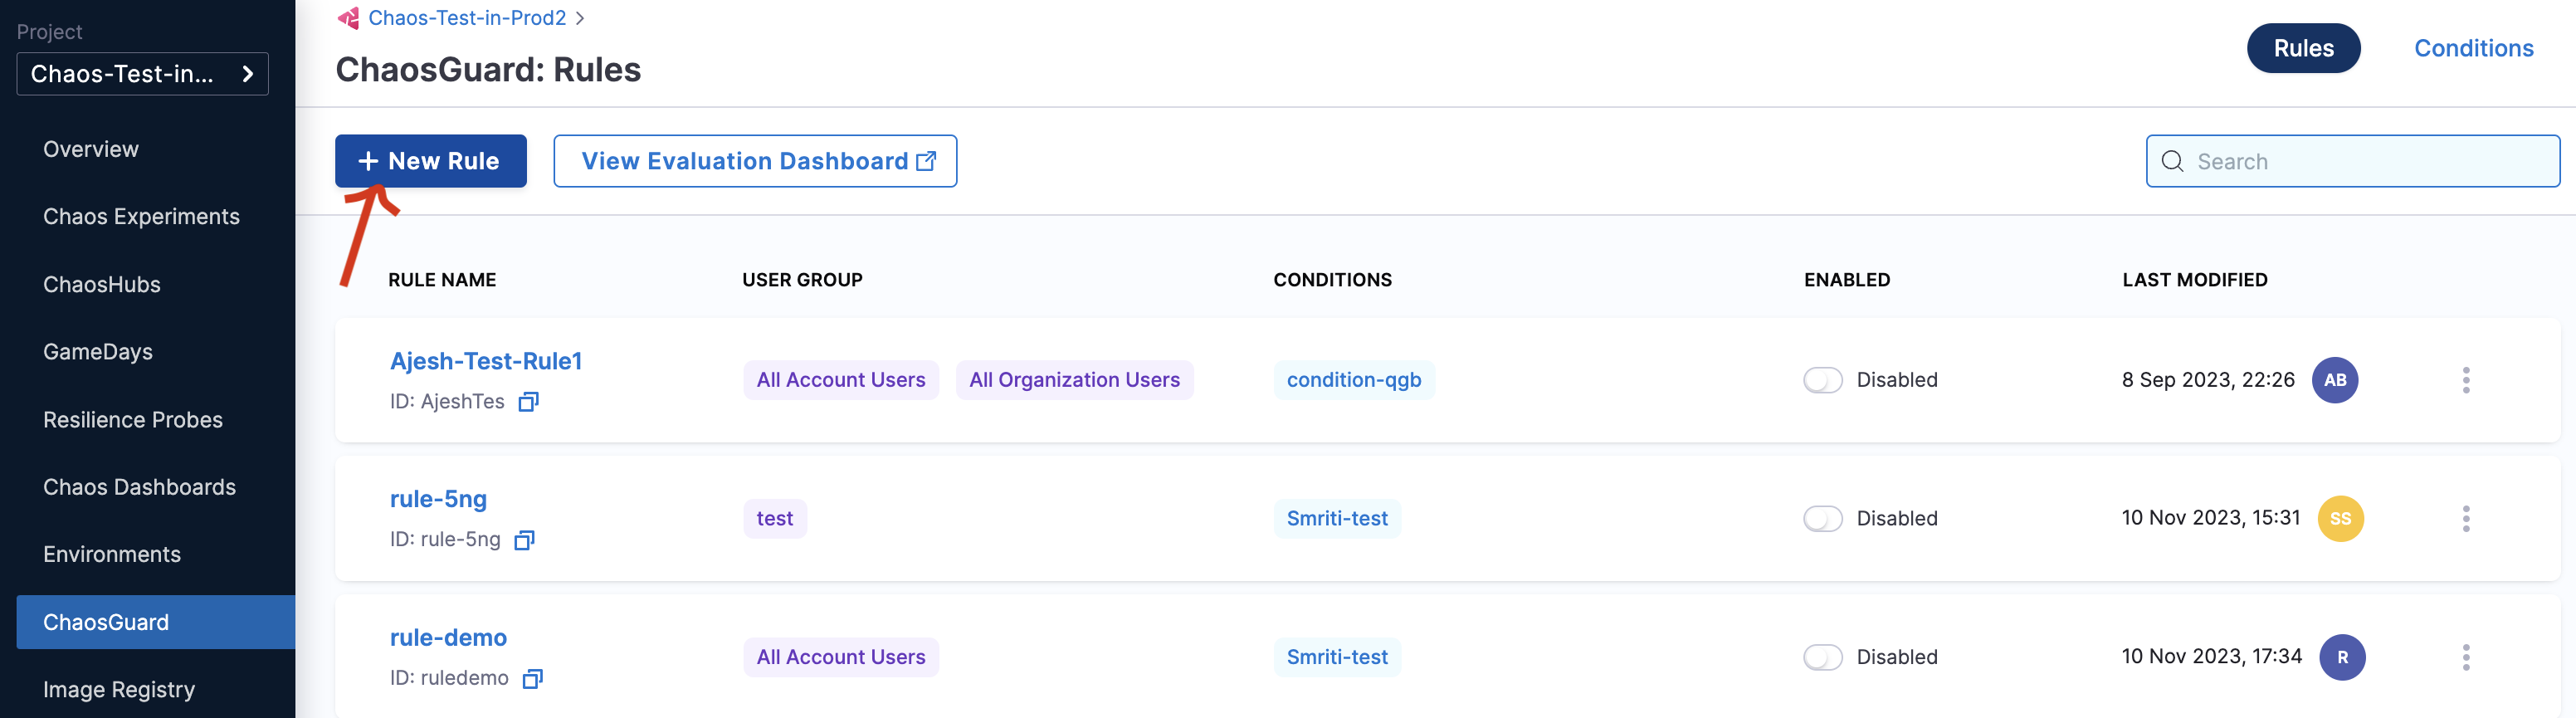 Project
Chaos-Test-in...
Overview
Chaos Experiments
ChaosHubs
GameDays
Resilience Probes
Chaos Dashboards
Environments
ChaosGuard
Image Registry
Chaos-Test-in-Prod2
ChaosGuard: Rules
Rules Conditions
+ New Rule View Evaluation Dashboard Search
RULE NAME USER GROUP CONDITIONS ENABLED LAST MODIFIED
Ajesh-Test-Rule1
All Account Users All Organization Users condition-qgb Disabled 8 Sep 2023, 22:26 AB
ID: AjeshTes
rule-5ng
test Smriti-test Disabled 10 Nov 2023, 15:31 SS
ID: rule-5ng
rule-demo
All Account Users Smriti-test Disabled 10 Nov 2023, 17:34 R
ID: ruledemo